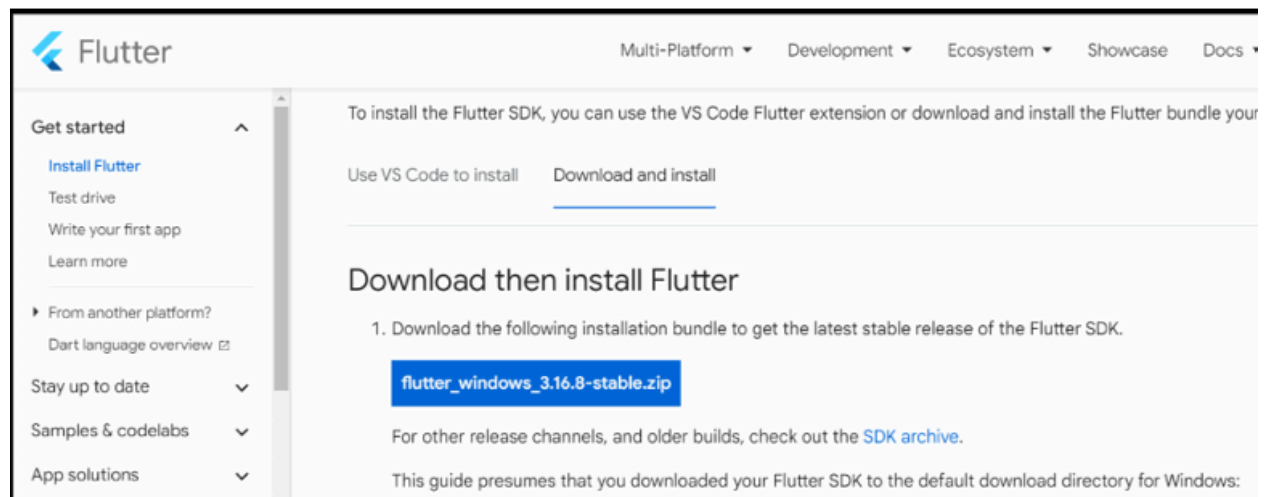 Flutter
Multi-Platform Development Ecosystem Showcase Docs
Get started
Install Flutter
Test drive
Write your first app
Learn more
From another platform?
Dart language overview
Stay up to date
Samples & codelabs
App solutions
To install the Flutter SDK, you can use the VS Code Flutter extension or download and install the Flutter bundle your
Use VS Code to install Download and install
Download then install Flutter
1. Download the following installation bundle to get the latest stable release of the Flutter SDK.
flutter_windows_3.16.8-stable.zip
For other release channels, and older builds, check out the SDK archive.
This guide presumes that you downloaded your Flutter SDK to the default download directory for Windows: